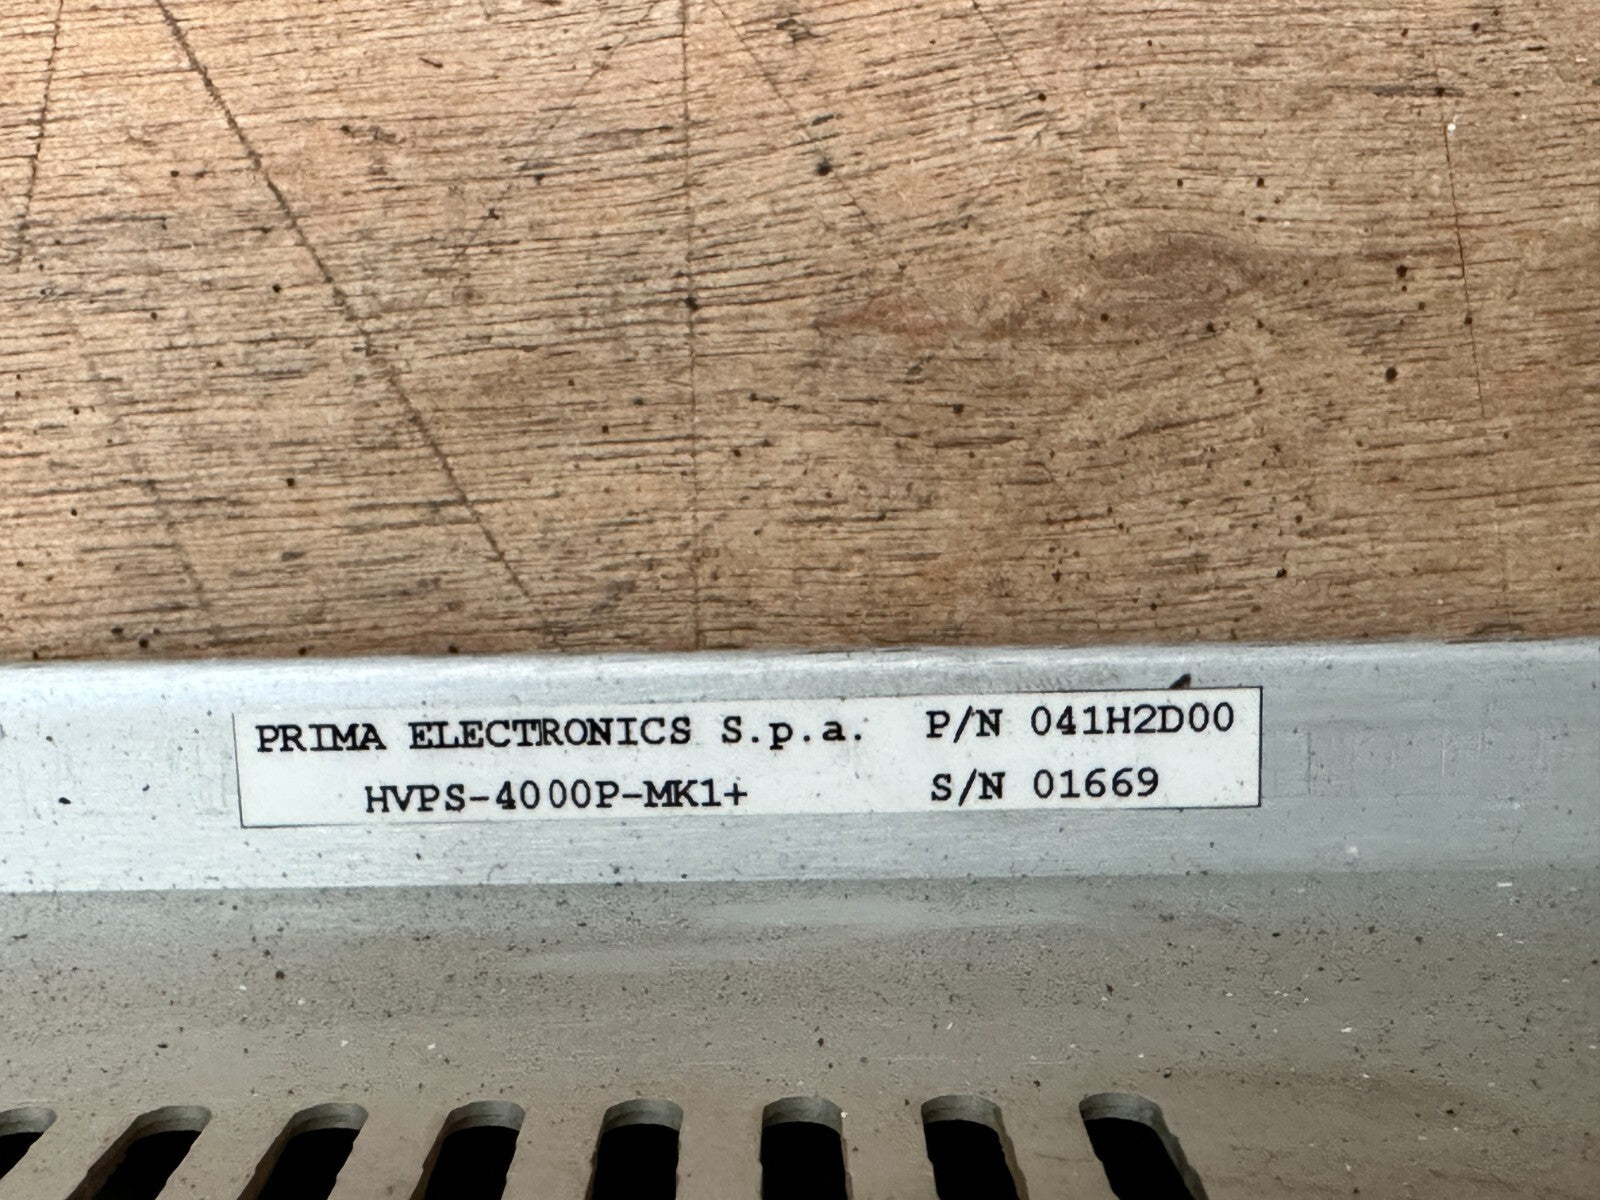 PRIMA ELECTRONICS S.p.a. P/N 041H2D00
HVPS-4000P-MK1+ S/N 01669